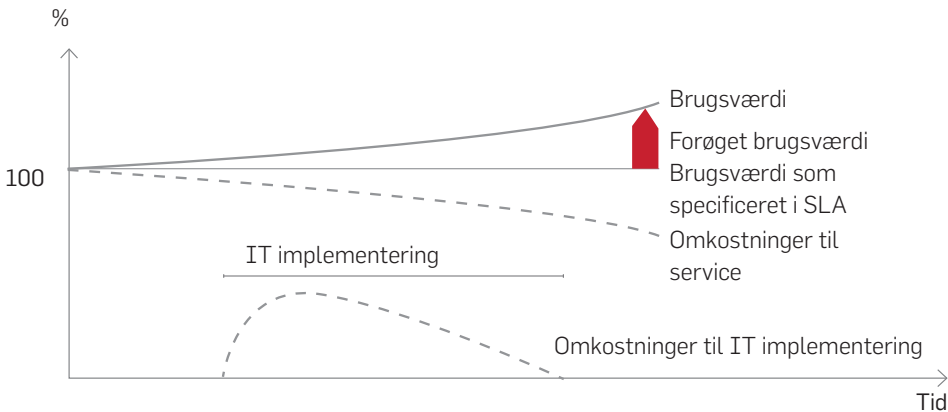 %
100
Brugsværdi
Forøget brugsværdi
Brugsværdi som
specificeret i SLA
Omkostninger til
service
IT implementering
Omkostninger til IT implementering
Tid